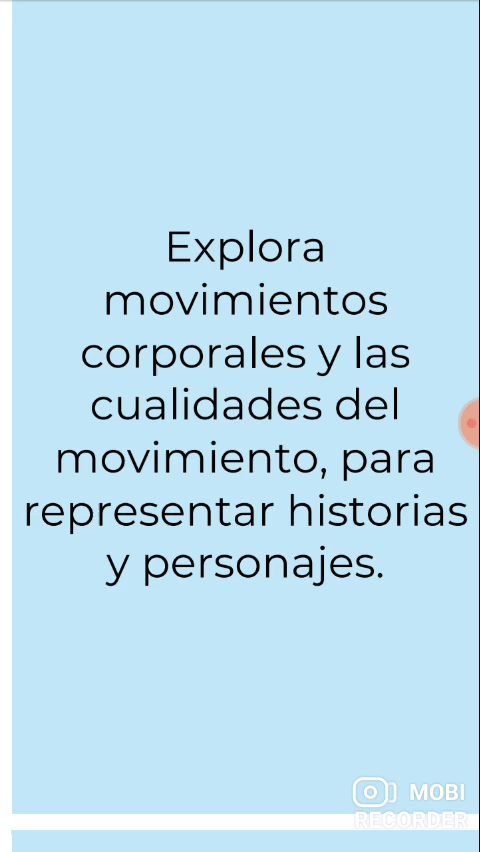 Explora
movimientos
corporales y las
cualidades del
movimiento, para
representar historias
y personajes.
MOBI
RECORDER